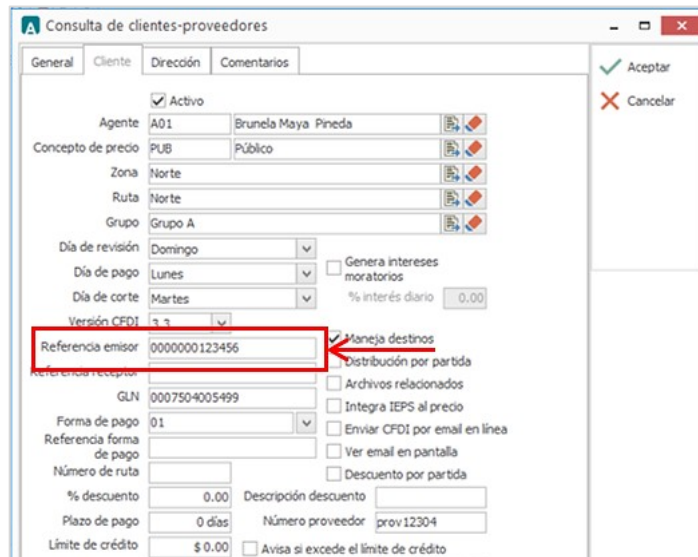 A Consulta de clientes-proveedores
General Cliente Dirección Comentarios
Aceptar
Cancelar
Activo
Agente A01 Brunela Maya Pineda
Concepto de precio PUB Público
Zona Norte
Ruta Norte
Grupo Grupo A
Día de revisión Domingo
Genera intereses
moratorios
Día de pago Lunes
Día de corte Martes % interés diario 0.00
Versión CFDI 3.3
Maneja destinos
Referencia emisor 0000000123456
Distribución por partida
Referencia receptor
Archivos relacionados
GLN 0007504005499
Integra IEPS al precio
Forma de pago 01
Enviar CFDI por email en línea
Referencia forma
de pago
Ver email en pantalla
Número de ruta
Descuento por partida
% descuento 0.00 Descripción descuento
Plazo de pago 0 días Número proveedor prov12304
Límite de crédito $ 0.00 Avisa si excede el límite de crédito